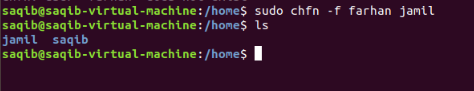 saqib@saqib-virtual-machine:/home$ sudo chfn -f farhan jamil
saqib@saqib-virtual-machine:/home$ ls
jamil saqib
saqib@saqib-virtual-machine:/home$